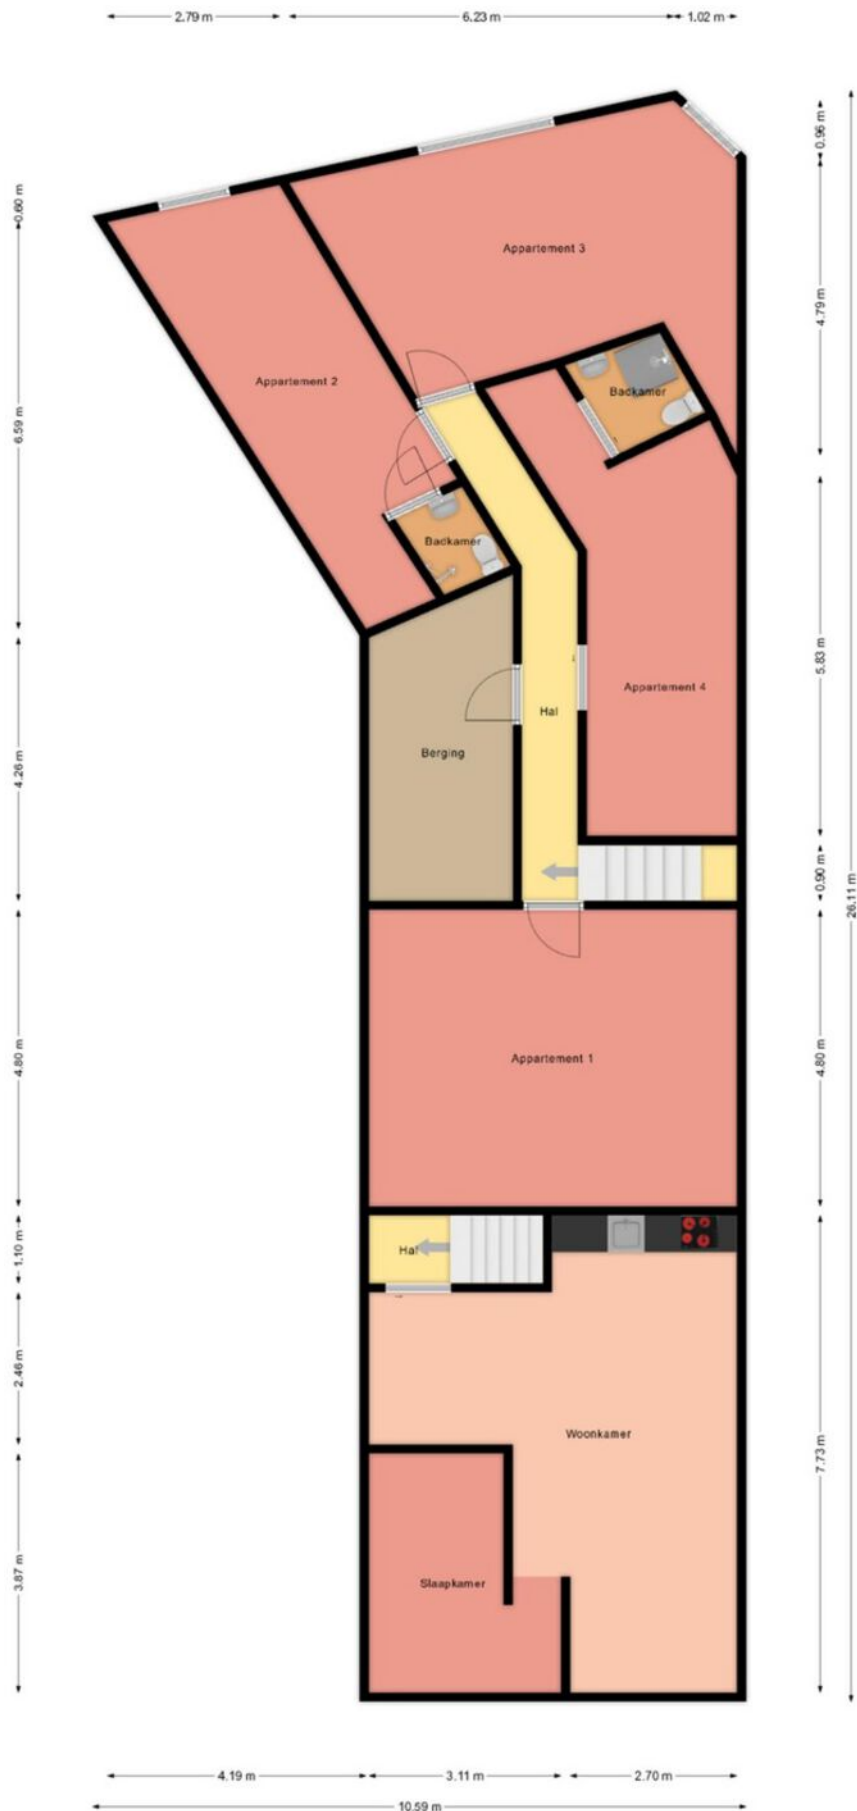 2.79 m
6.23 m
1.02 m
0.96 m
0.60 m
Appartement 3
4.79 m
Appartement 2
Badkamer
6.59 m
Badkamer
5.83 m
Appartement 4
Hal
Berging
4.26 m
0.90 m
26.11 m
Appartement 1
4.80 m
4.80 m
Hal
1.10 m
2.46 m
Woonkamer
7.73 m
Slaapkamer
3.87 m
4.19 m
3.11 m
2.70 m
10.59 m